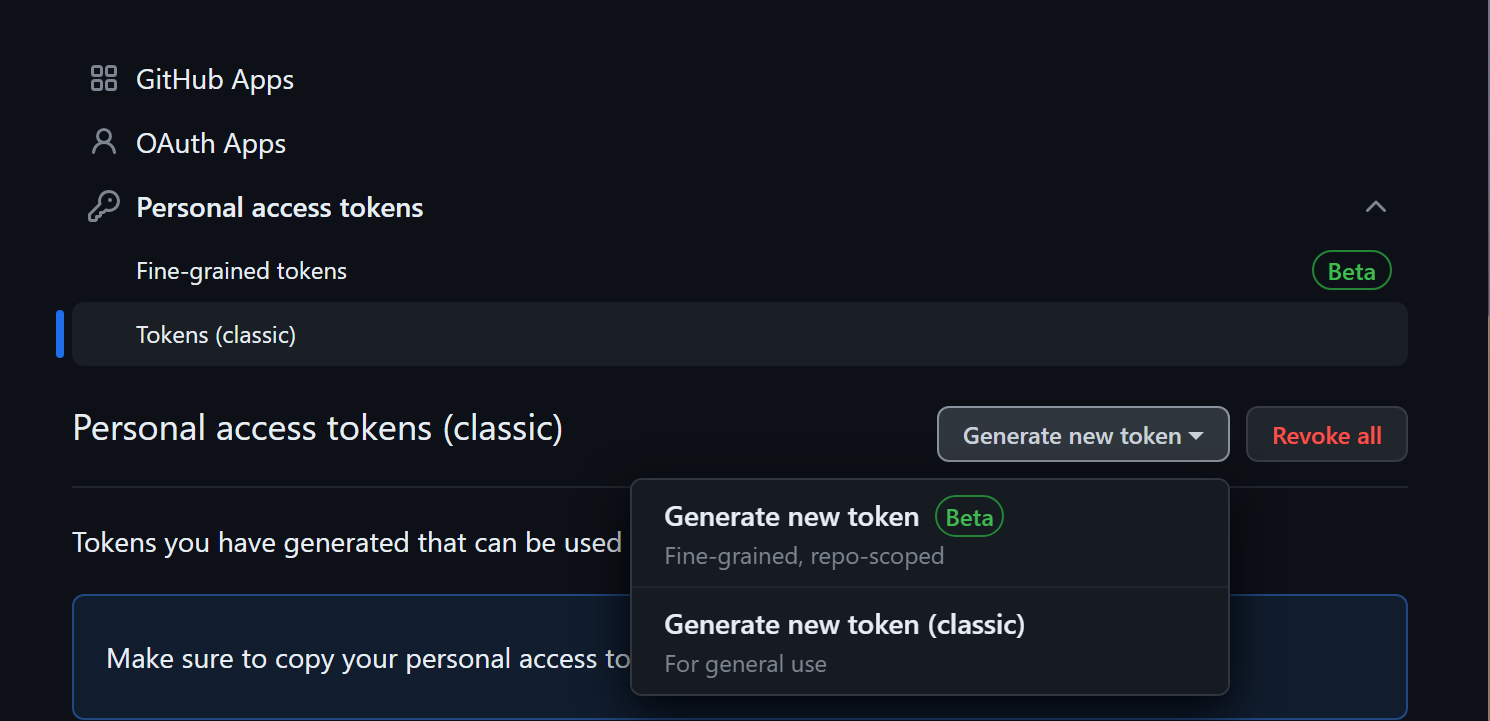 GitHub Apps
OAuth Apps
Personal access tokens
Fine-grained tokens Beta
Tokens (classic)
Personal access tokens (classic) Generate new token Revoke all
Generate new token Beta
Fine-grained, repo-scoped
Generate new token (classic)
For general use
Tokens you have generated that can be used
Make sure to copy your personal access to